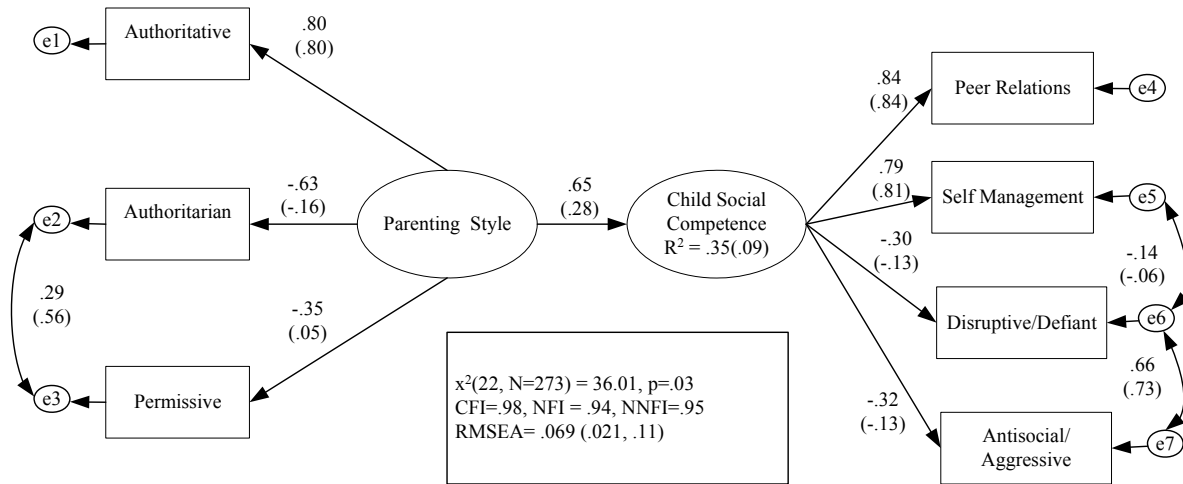 e1
Authoritative
.80
(.80)
.84
(.84)
Peer Relations
e4
.79
(.81)
Self Management
e5
-.63
(-.16)
Authoritarian
e2
Parenting Style
.65
(.28)
Child Social
Competence
R² = .35(.09)
-.30
(-.13)
-.14
(-.06)
.29
(.56)
-.35
(.05)
Disruptive/Defiant
e6
e3
Permissive
x²(22, N=273) = 36.01, p=.03
CFI=.98, NFI = .94, NNFI=.95
RMSEA= .069 (.021, .11)
-.32
(-.13)
.66
(.73)
Antisocial/
Aggressive
e7